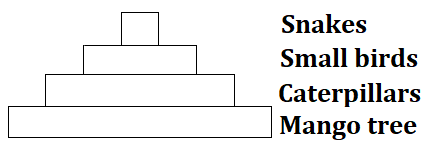 Snakes
Small birds
Caterpillars
Mango tree